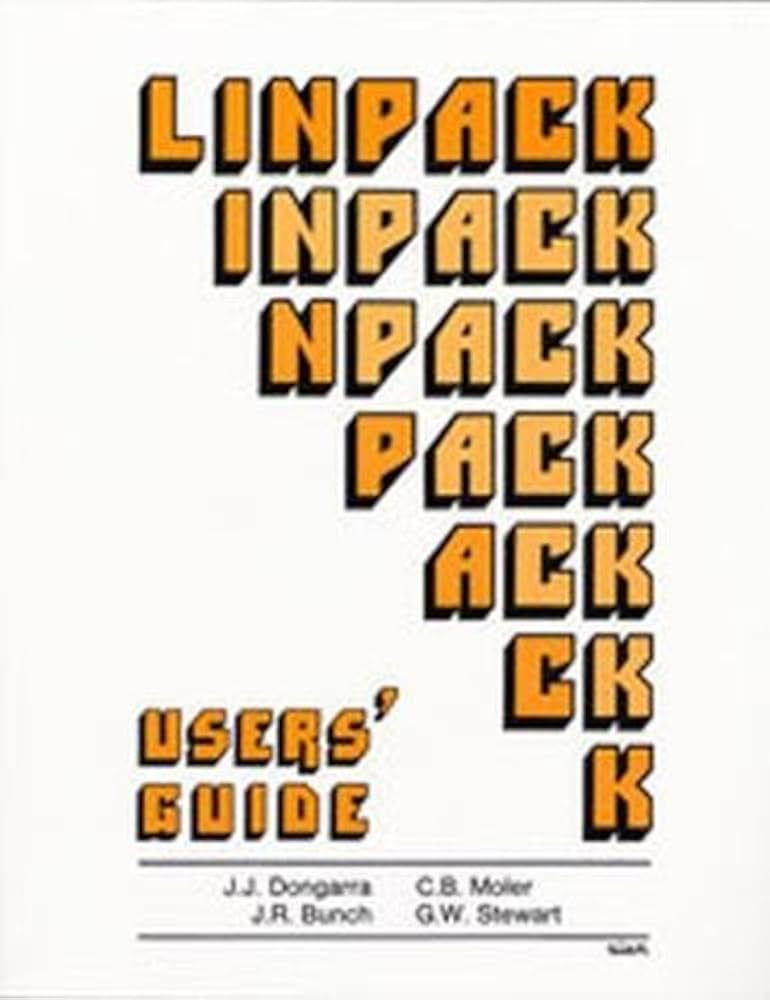 LINPACK
INPACK
NPACK
PACK
ACK
CK
K
USERS'
GUIDE
J.J. Dongarra C.B. Moler
J.R. Bunch G.W. Stewart